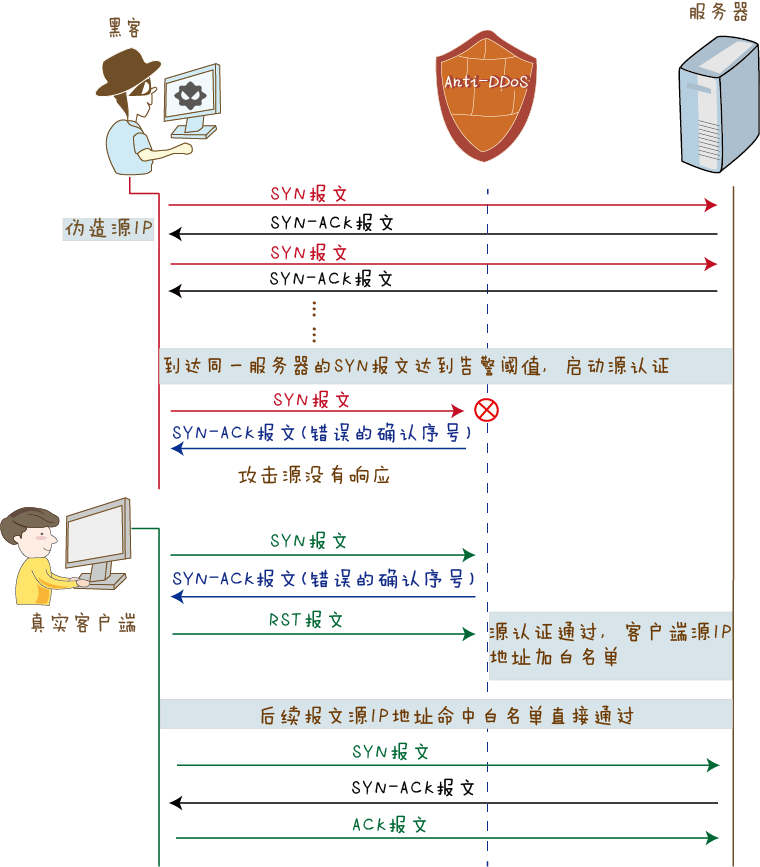 服务器
黑客
Anti-DDoS
SYN报文
SYN-ACK报文
伪造源IP
SYN报文
SYN-ACK报文
……
到达同一服务器的SYN报文达到告警阈值，启动源认证
SYN报文
SYN-ACK报文(错误的确认序号)
攻击源没有响应
SYN报文
SYN-ACK报文(错误的确认序号)
RST报文
真实客户端
源认证通过，客户端源IP
地址加白名单
后续报文源IP地址命中白名单直接通过
SYN报文
SYN-ACK报文
ACK报文